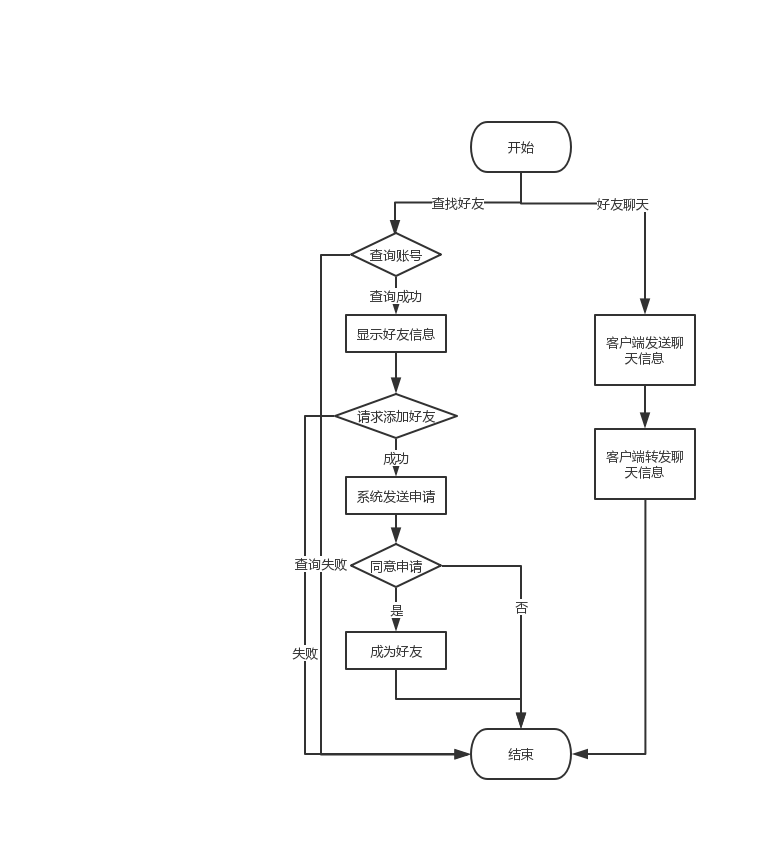 开始
查找好友
好友聊天
查询账号
查询成功
显示好友信息
客户端发送聊
天信息
请求添加好友
成功
客户端转发聊
天信息
系统发送申请
查询失败
同意申请
是
否
失败
成为好友
结束